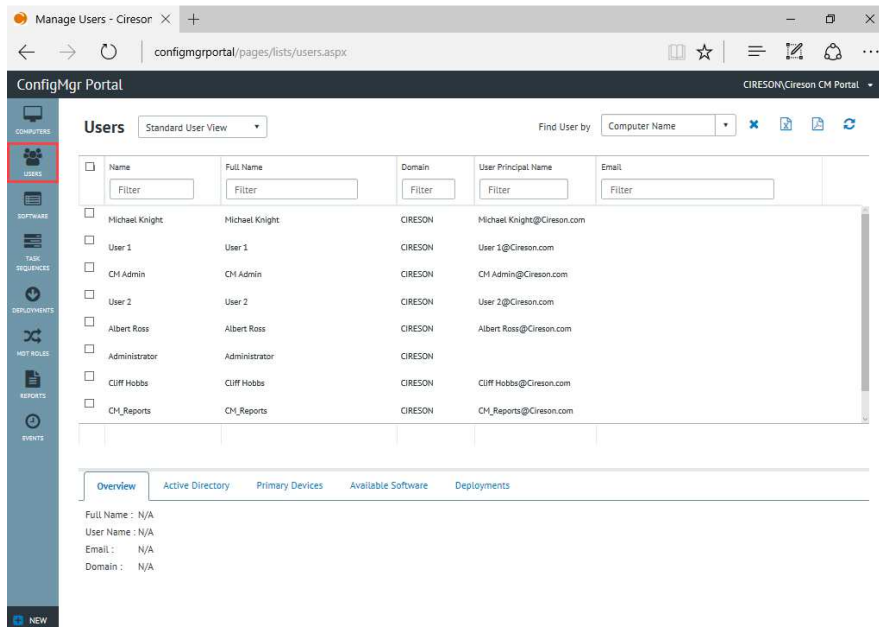 Manage Users - Cireson
configmgrportal/pages/lists/users.aspx
ConfigMgr Portal
CIRESON\Cireson CM Portal
COMPUTERS
USERS
SOFTWARE
TASK
SEQUENCES
DEPLOYMENTS
MDT ROLES
REPORTS
EVENTS
NEW
Users
Standard User View
Find User by
Computer Name
Name Full Name Domain User Principal Name Email
Filter Filter Filter Filter Filter
Michael Knight Michael Knight CIRESON Michael Knight@Cireson.com
User 1 User 1 CIRESON User 1@Cireson.com
CM Admin CM Admin CIRESON CM Admin@Cireson.com
User 2 User 2 CIRESON User 2@Cireson.com
Albert Ross Albert Ross CIRESON Albert Ross@Cireson.com
Administrator Administrator CIRESON
Cliff Hobbs Cliff Hobbs CIRESON Cliff Hobbs@Cireson.com
CM_Reports CM_Reports CIRESON CM_Reports@Cireson.com
Overview Active Directory Primary Devices Available Software Deployments
Full Name : N/A
User Name : N/A
Email : N/A
Domain : N/A